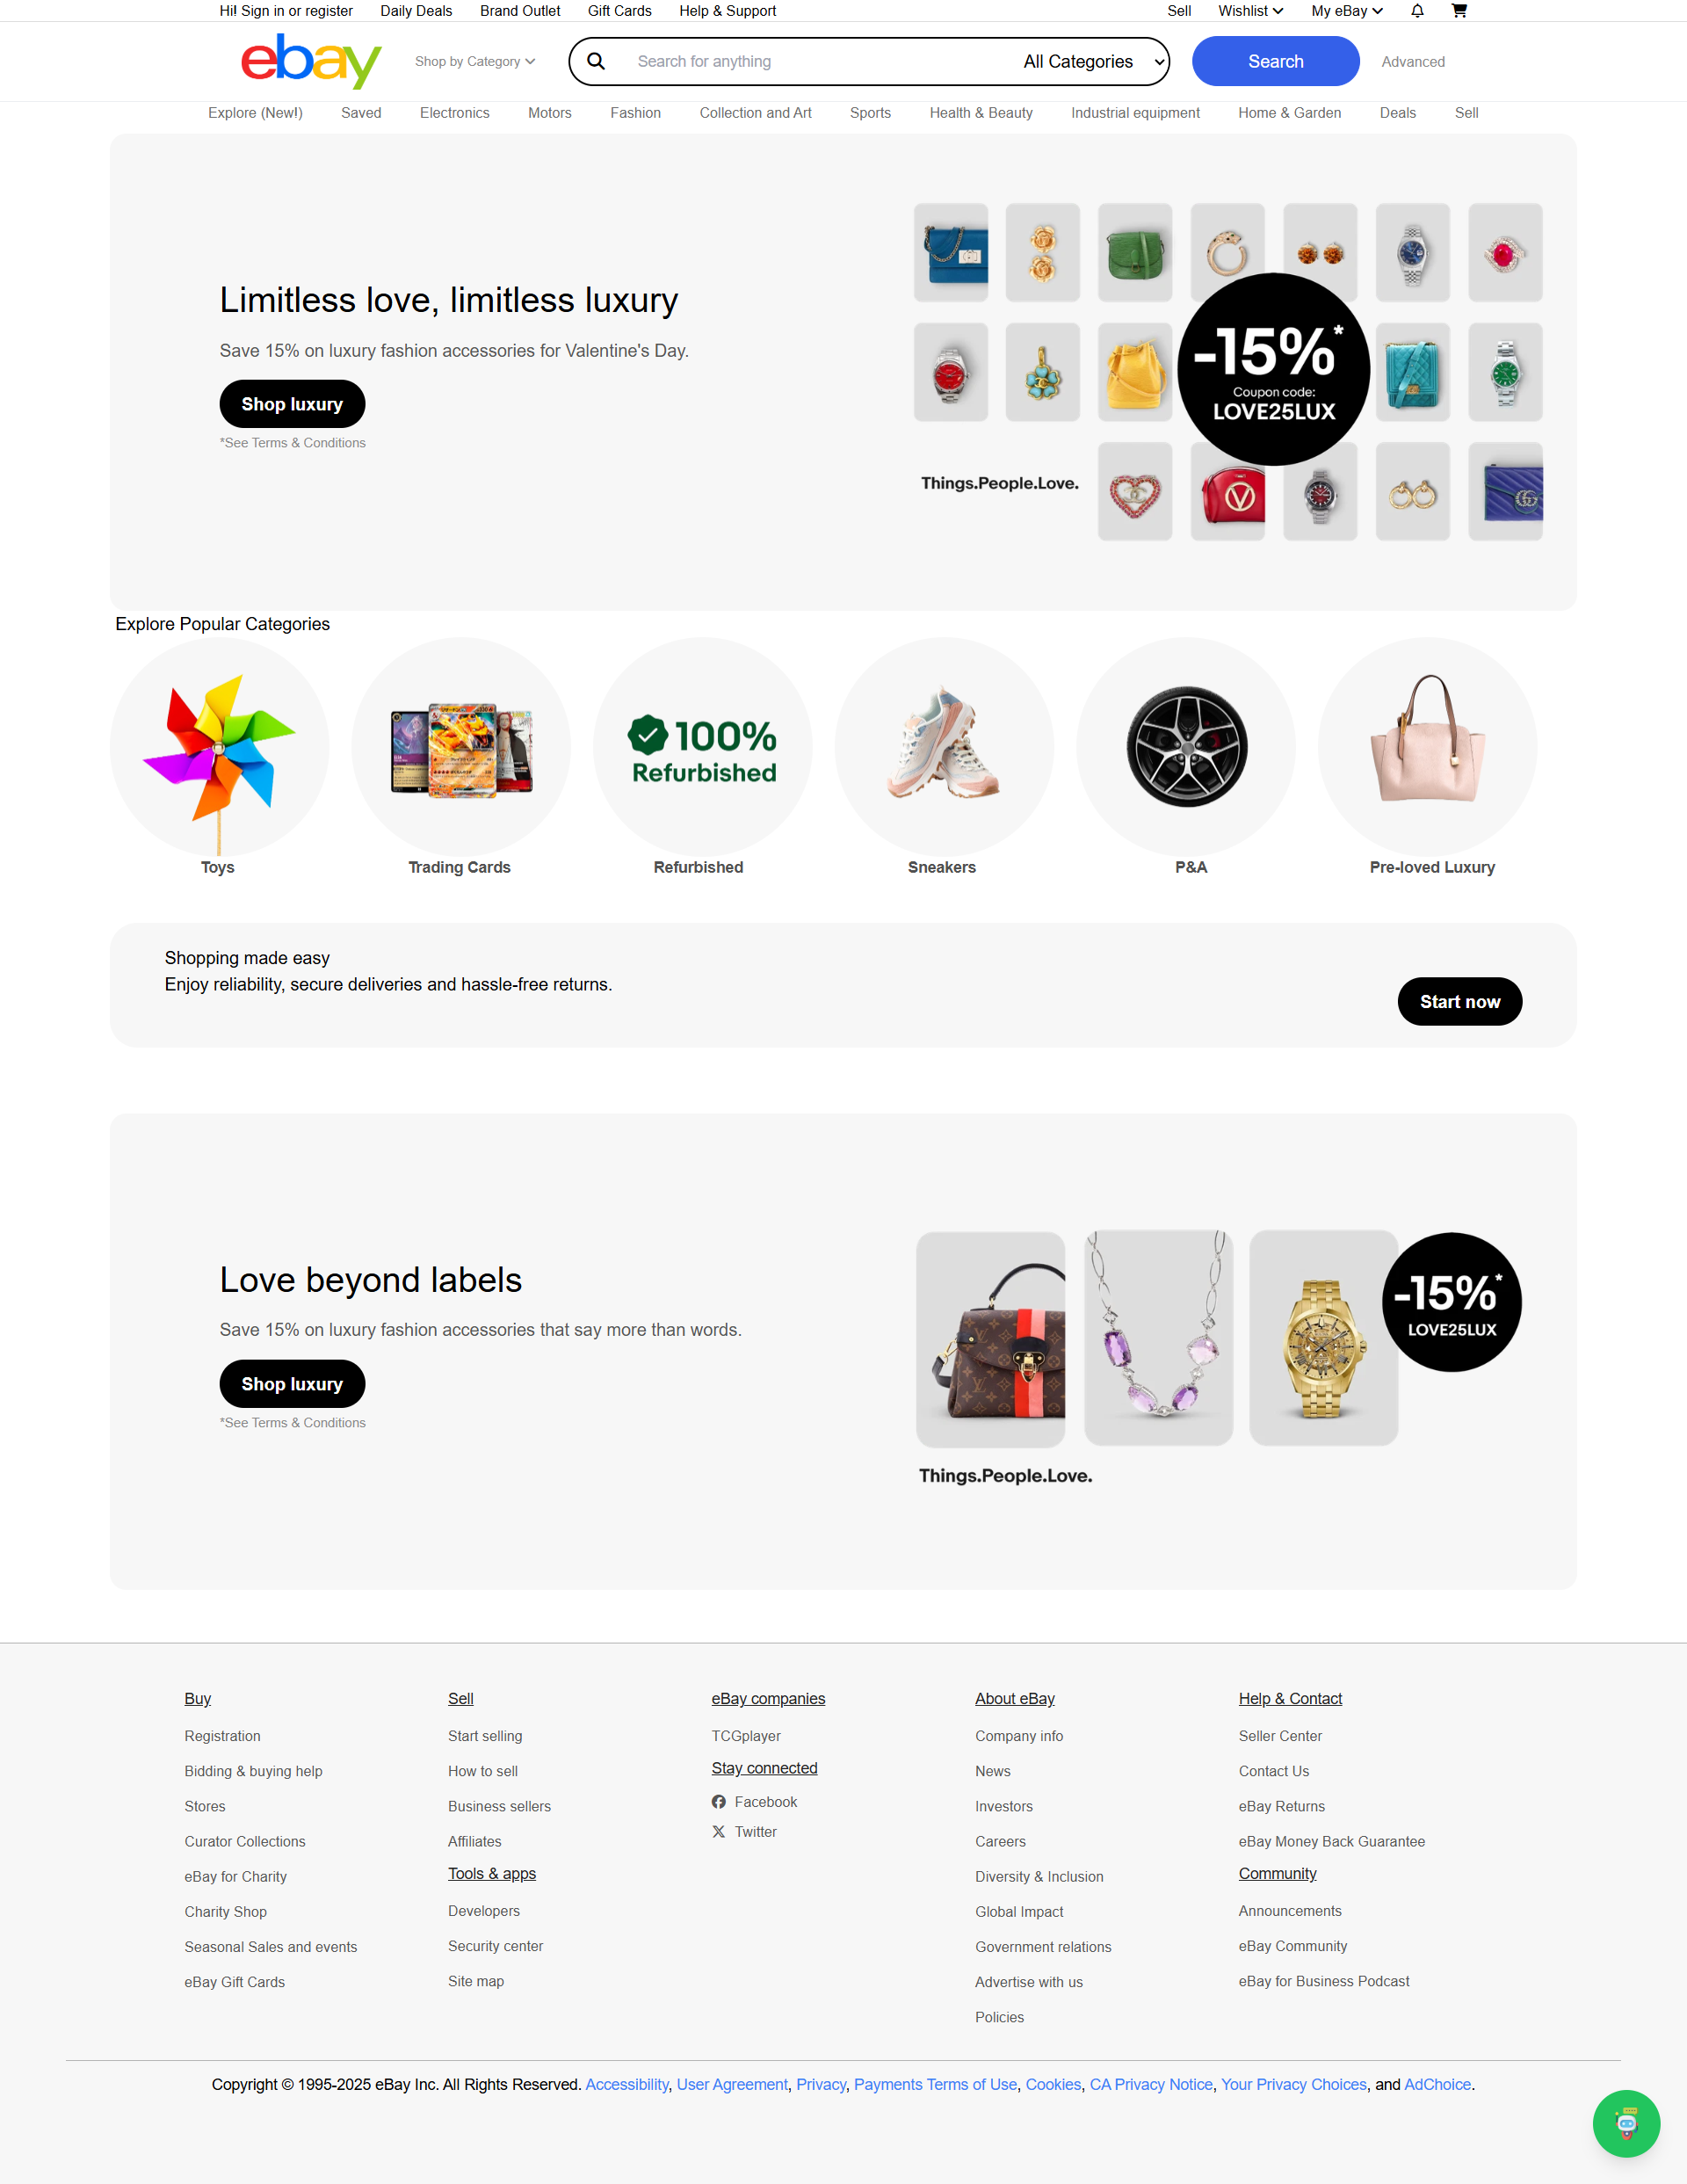 Hi! Sign in or register Daily Deals Brand Outlet Gift Cards Help & Support Sell Wishlist My eBay
ebay Shop by Category Search for anything All Categories Search Advanced
Explore (New!) Saved Electronics Motors Fashion Collection and Art Sports Health & Beauty Industrial equipment Home & Garden Deals Sell
Limitless love, limitless luxury
Save 15% on luxury fashion accessories for Valentine's Day.
Shop luxury
*See Terms & Conditions
-15%*
Coupon code:
LOVE25LUX
Things.People.Love.
Explore Popular Categories
100%
Refurbished
Toys Trading Cards Refurbished Sneakers P&A Pre-loved Luxury
Shopping made easy
Enjoy reliability, secure deliveries and hassle-free returns.
Start now
Love beyond labels
Save 15% on luxury fashion accessories that say more than words.
Shop luxury
*See Terms & Conditions
-15%*
LOVE25LUX
Things.People.Love.
Buy
Registration
Bidding & buying help
Stores
Curator Collections
eBay for Charity
Charity Shop
Seasonal Sales and events
eBay Gift Cards
Sell
Start selling
How to sell
Business sellers
Affiliates
Tools & apps
Developers
Security center
Site map
eBay companies
TCGplayer
Stay connected
Facebook
Twitter
About eBay
Company info
News
Investors
Careers
Diversity & Inclusion
Global Impact
Government relations
Advertise with us
Policies
Help & Contact
Seller Center
Contact Us
eBay Returns
eBay Money Back Guarantee
Community
Announcements
eBay Community
eBay for Business Podcast
Copyright © 1995-2025 eBay Inc. All Rights Reserved. Accessibility, User Agreement, Privacy, Payments Terms of Use, Cookies, CA Privacy Notice, Your Privacy Choices, and AdChoice.